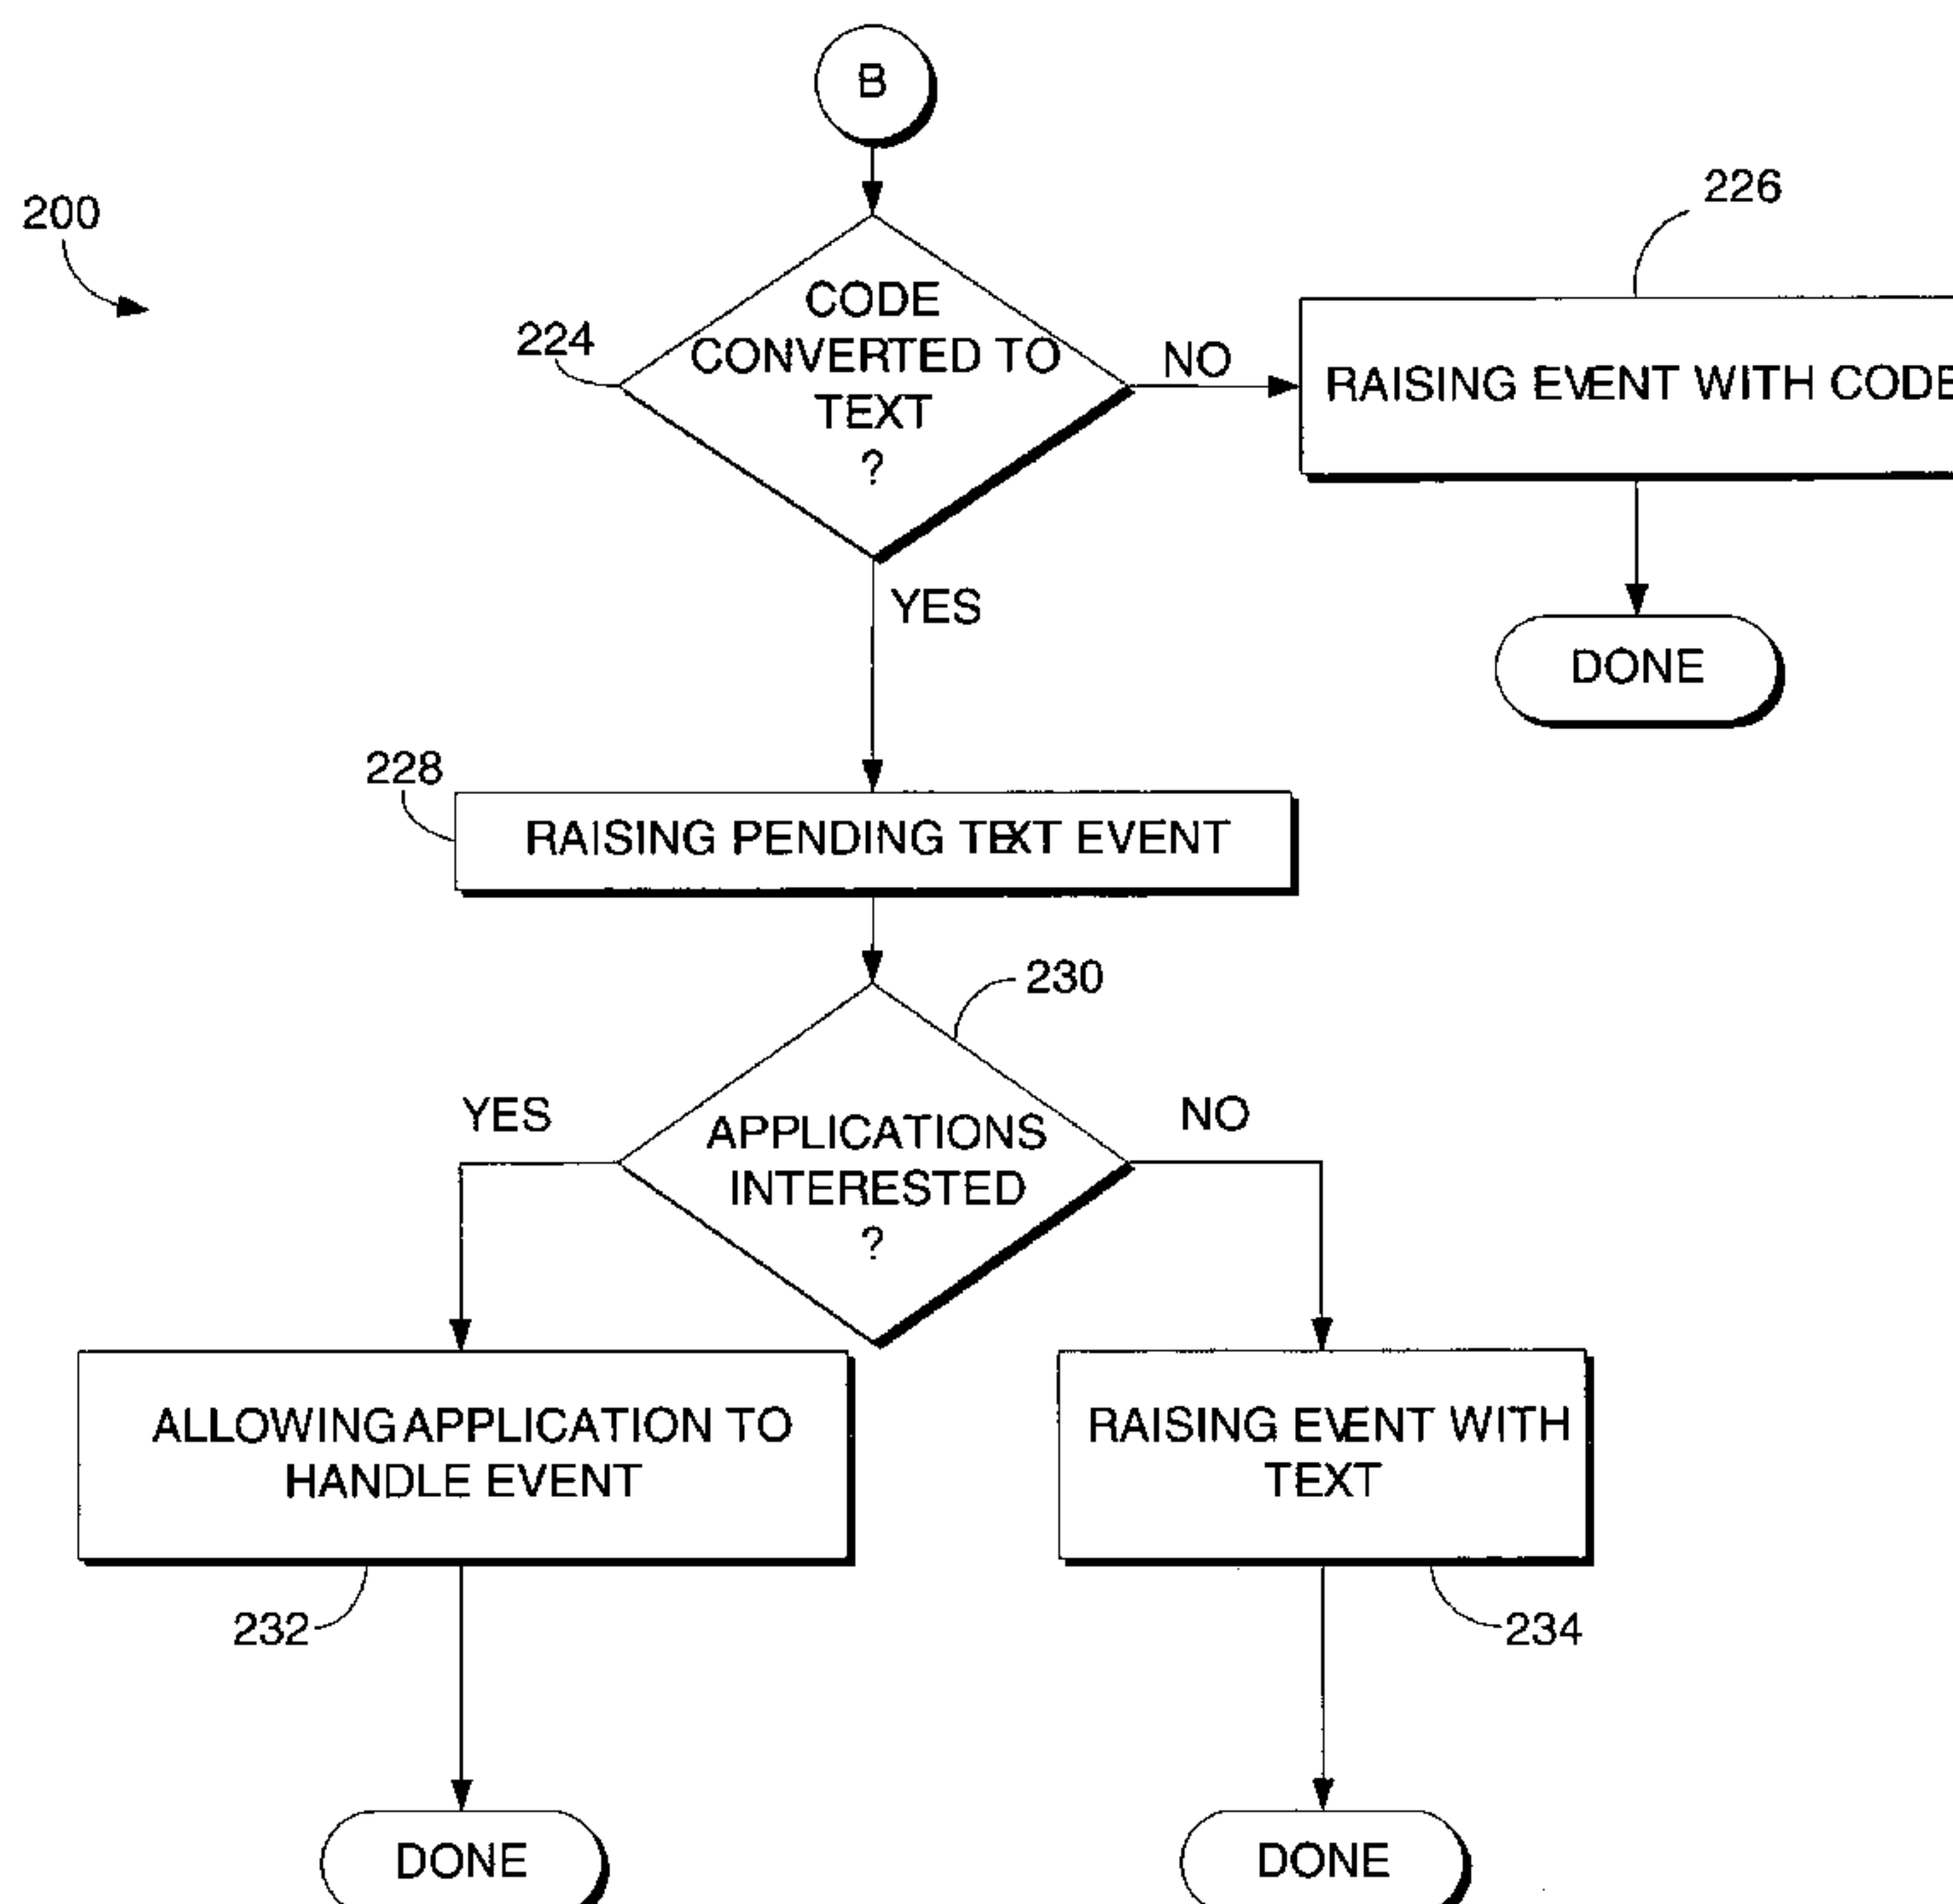 B
200
226
CODE
CONVERTED TO
TEXT
?
224
NO
RAISING EVENT WITH CODE
YES
DONE
228
RAISING PENDING TEXT EVENT
230
YES
NO
APPLICATIONS
INTERESTED
?
ALLOWING APPLICATION TO
HANDLE EVENT
RAISING EVENT WITH
TEXT
232
234
DONE
DONE